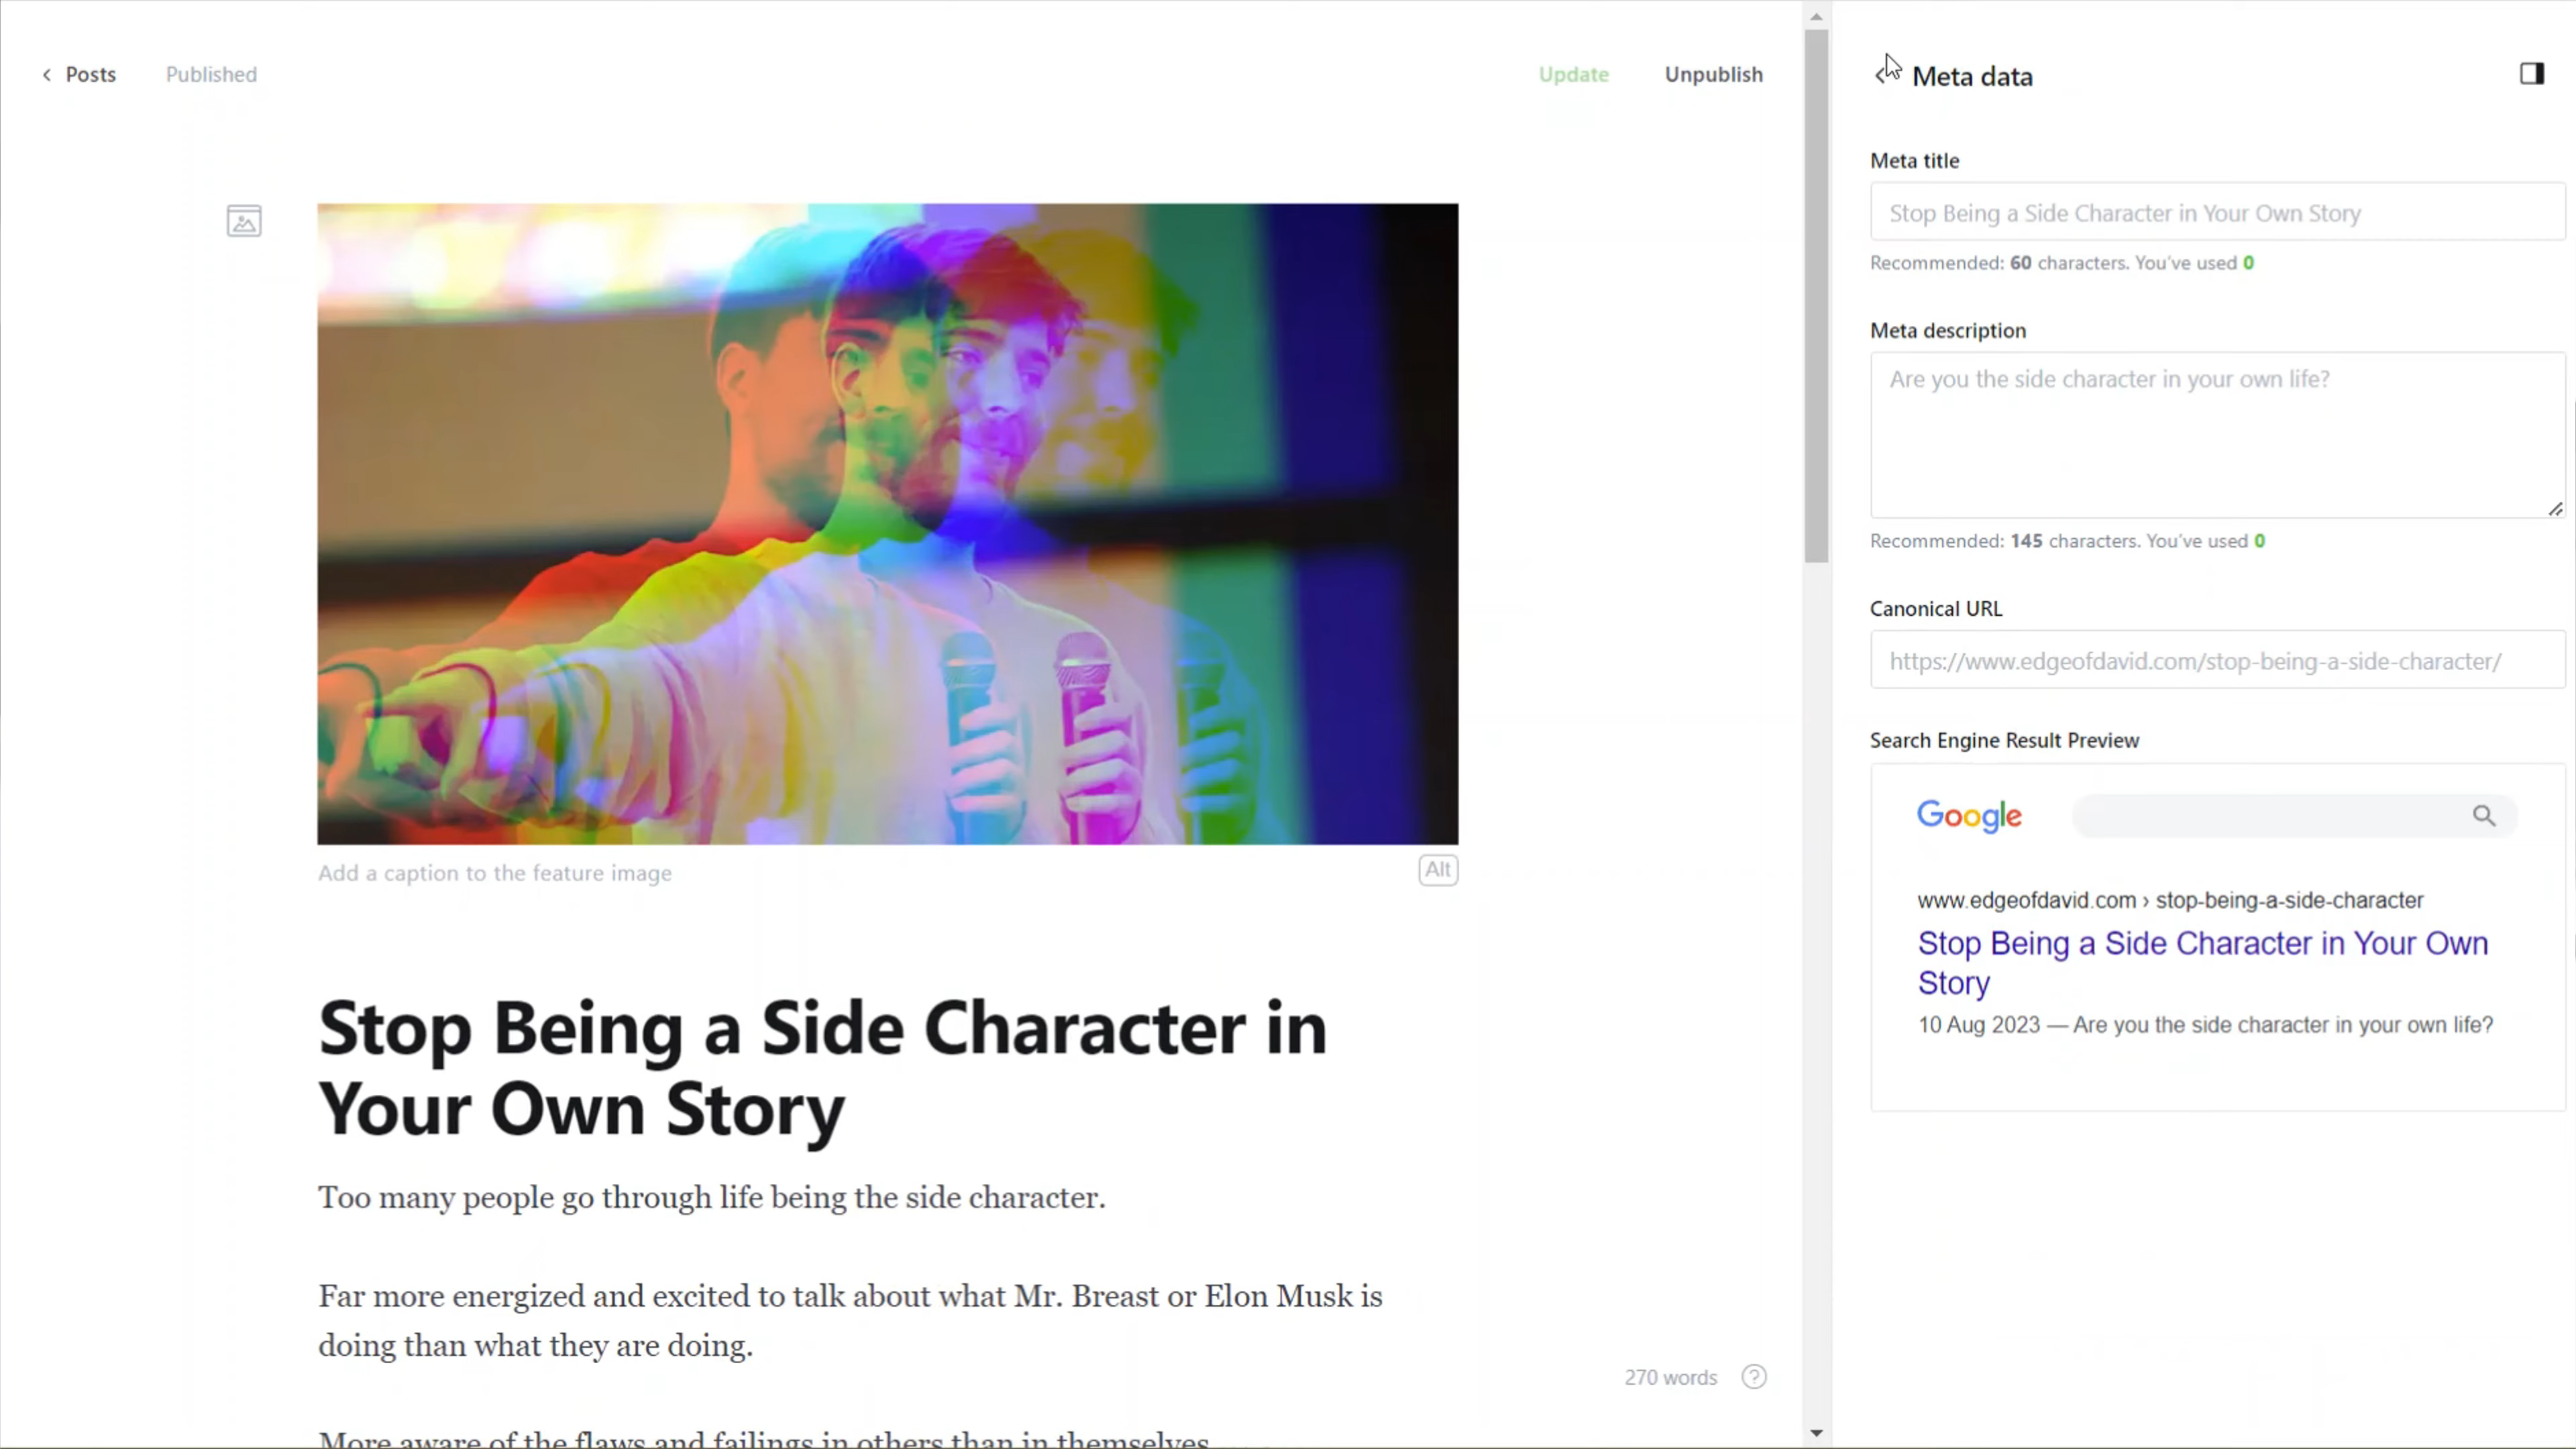 Posts
Published
Update
Unpublish
Add a caption to the feature image
Alt
Stop Being a Side Character in
Your Own Story
Too many people go through life being the side character.
Far more energized and excited to talk about what Mr. Breast or Elon Musk is
doing than what they are doing.
More aware of the flaws and failings in others than in themselves
270 words
?
Meta data
Meta title
Stop Being a Side Character in Your Own Story
Recommended: 60 characters. You've used 0
Meta description
Are you the side character in your own life?
Recommended: 145 characters. You've used 0
Canonical URL
https://www.edgeofdavid.com/stop-being-a-side-character/
Search Engine Result Preview
Google
www.edgeofdavid.com › stop-being-a-side-character
Stop Being a Side Character in Your Own
Story
10 Aug 2023 — Are you the side character in your own life?